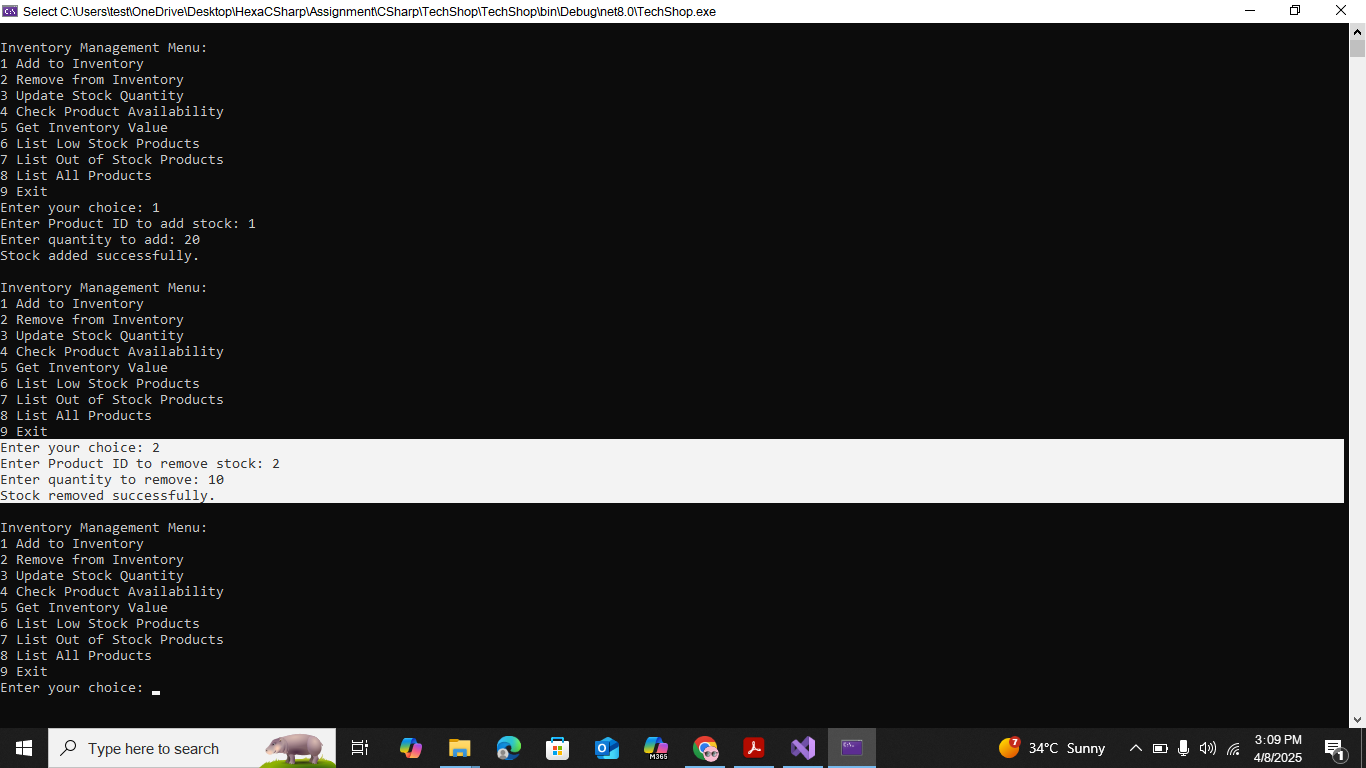 Select C:\Users\test\OneDrive\Desktop\HexaCSharp\Assignment\CSharp\TechShop\TechShop\bin\Debug\net8.0\TechShop.exe
Inventory Management Menu:
1 Add to Inventory
2 Remove from Inventory
3 Update Stock Quantity
4 Check Product Availability
5 Get Inventory Value
6 List Low Stock Products
7 List Out of Stock Products
8 List All Products
9 Exit
Enter your choice: 1
Enter Product ID to add stock: 1
Enter quantity to add: 20
Stock added successfully.
Inventory Management Menu:
1 Add to Inventory
2 Remove from Inventory
3 Update Stock Quantity
4 Check Product Availability
5 Get Inventory Value
6 List Low Stock Products
7 List Out of Stock Products
8 List All Products
9 Exit
Enter your choice: 2
Enter Product ID to remove stock: 2
Enter quantity to remove: 10
Stock removed successfully.
Inventory Management Menu:
1 Add to Inventory
2 Remove from Inventory
3 Update Stock Quantity
4 Check Product Availability
5 Get Inventory Value
6 List Low Stock Products
7 List Out of Stock Products
8 List All Products
9 Exit
Enter your choice:
Type here to search
M365
7
34°C Sunny
3:09 PM
4/8/2025
1